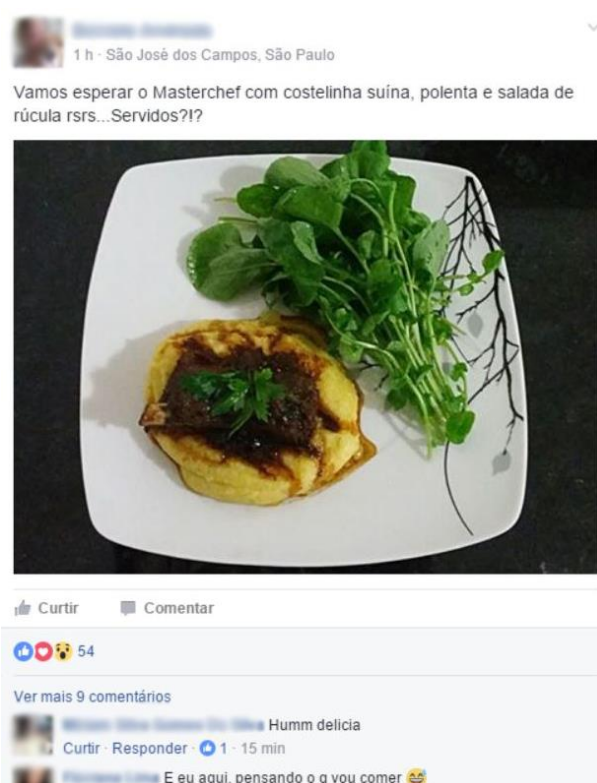 1 h · São José dos Campos, São Paulo
Vamos esperar o Masterchef com costelinha suína, polenta e salada de
rúcula rsrs...Servidos?!?
Curtir Comentar
54
Ver mais 9 comentários
Humm delicia
Curtir · Responder · 1 · 15 min
E eu aqui, pensando o q vou comer 😅